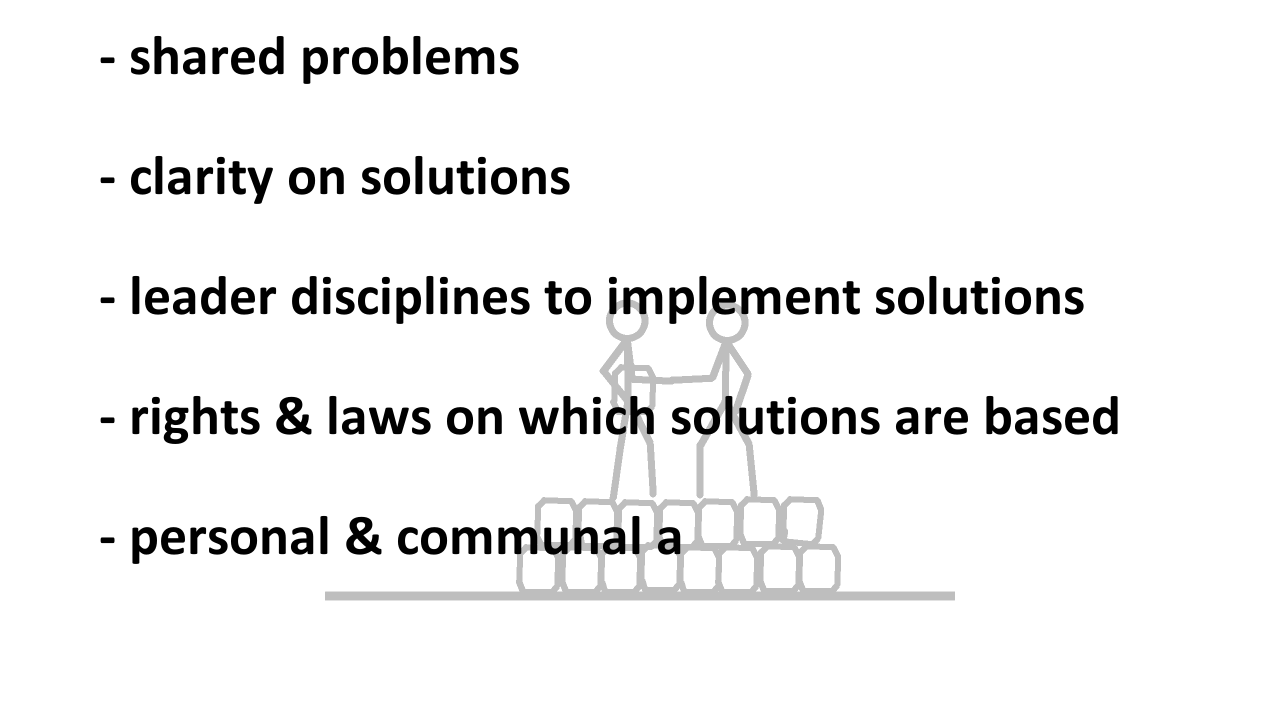 - shared problems
- clarity on solutions
- leader disciplines to implement solutions
- rights & laws on which solutions are based
- personal & communal a